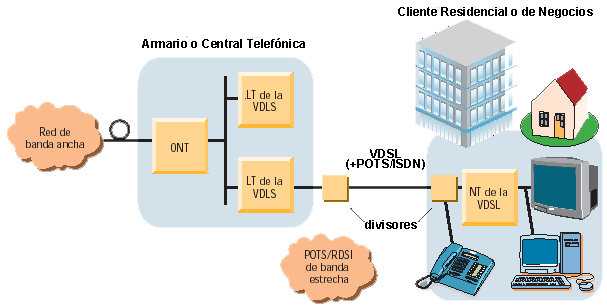 Cliente Residencial o de Negocios
Armario o Central Telefónica
Red de
banda ancha
ONT
LT de la
VDLS
LT de la
VDLS
VDSL
(+POTS/ISDN)
divisores
NT de la
VDSL
POTS/RDSI
de banda
estrecha